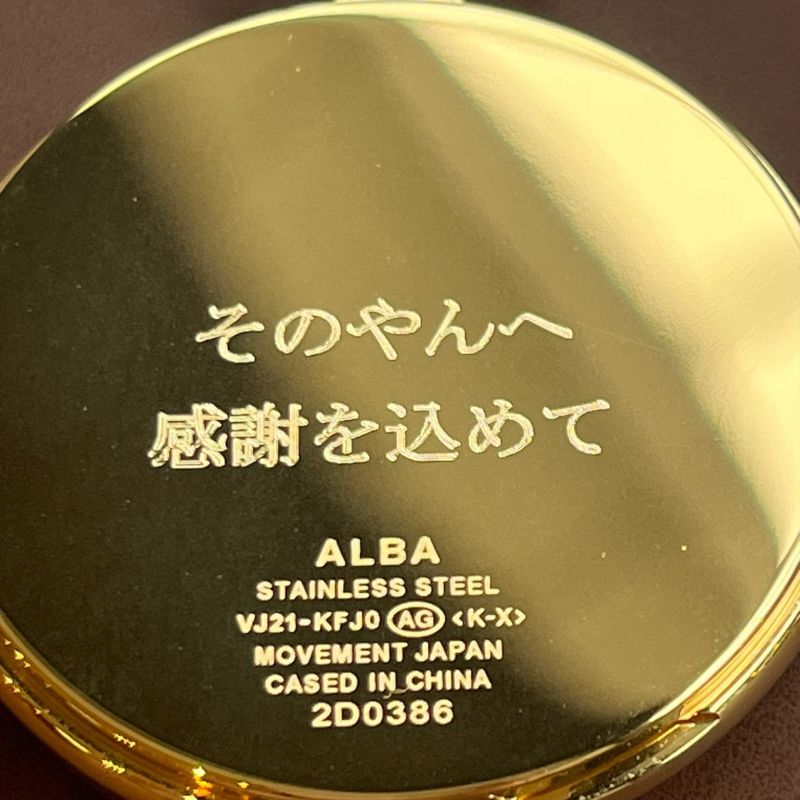 そのやんへ
感謝を込めて
ALBA
STAINLESS STEEL
VJ21-KFJ0 AG <K-X>
MOVEMENT JAPAN
CASED IN CHINA
2D0386